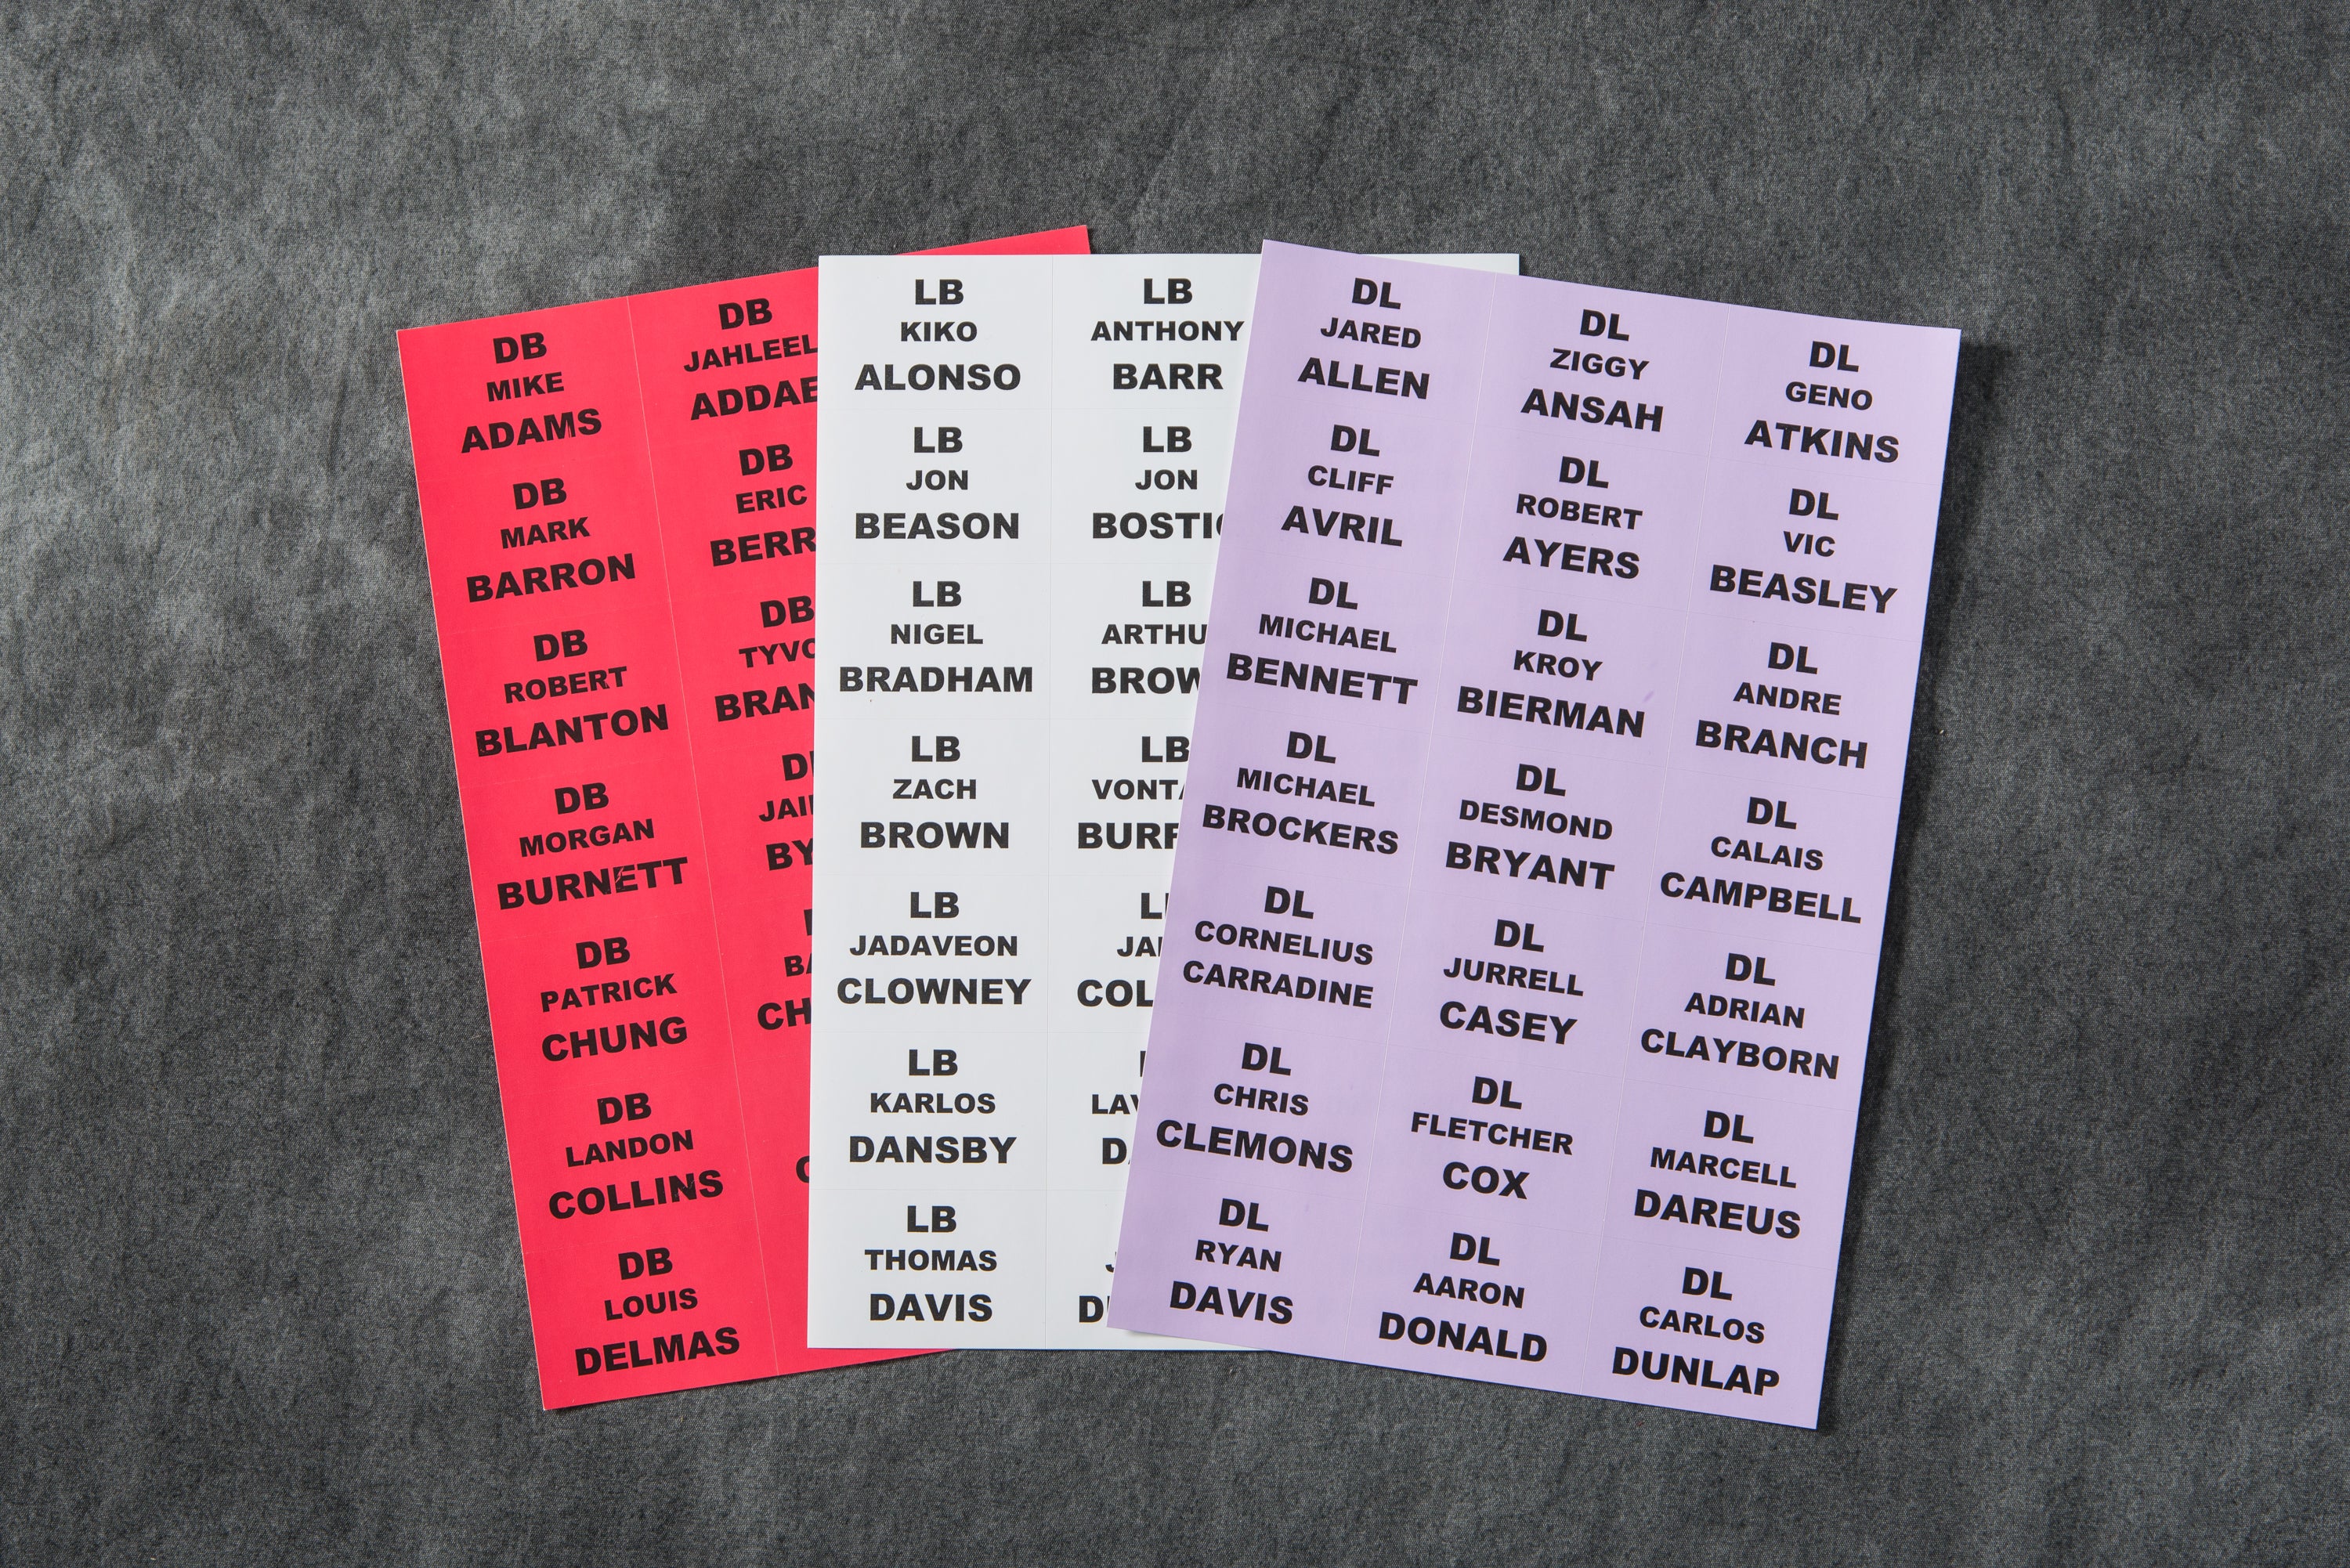 DB
MIKE
ADAMS
DB
JAHLEEL
ADDAE
DB
MARK
BARRON
DB
ERIC
DB
ROBERT
BLANTON
DB
DB
MORGAN
BURNETT
DB
PATRICK
CHUNG
DB
LANDON
COLLINS
DB
LOUIS
DELMAS
LB
KIKO
ALONSO
LB
ANTHONY
BARR
LB
JON
BEASON
LB
JON
LB
NIGEL
BRADHAM
LB
LB
ZACH
BROWN
LB
LB
JADAVEON
CLOWNEY
LB
KARLOS
DANSBY
LB
THOMAS
DAVIS
DL
JARED
ALLEN
DL
ZIGGY
ANSAH
DL
GENO
ATKINS
DL
CLIFF
AVRIL
DL
ROBERT
AYERS
DL
VIC
BEASLEY
DL
MICHAEL
BENNETT
DL
KROY
BIERMAN
DL
ANDRE
BRANCH
DL
MICHAEL
BROCKERS
DL
DESMOND
BRYANT
DL
CALAIS
CAMPBELL
DL
CORNELIUS
CARRADINE
DL
JURRELL
CASEY
DL
ADRIAN
CLAYBORN
DL
CHRIS
CLEMONS
DL
FLETCHER
COX
DL
MARCELL
DAREUS
DL
RYAN
DAVIS
DL
AARON
DONALD
DL
CARLOS
DUNLAP